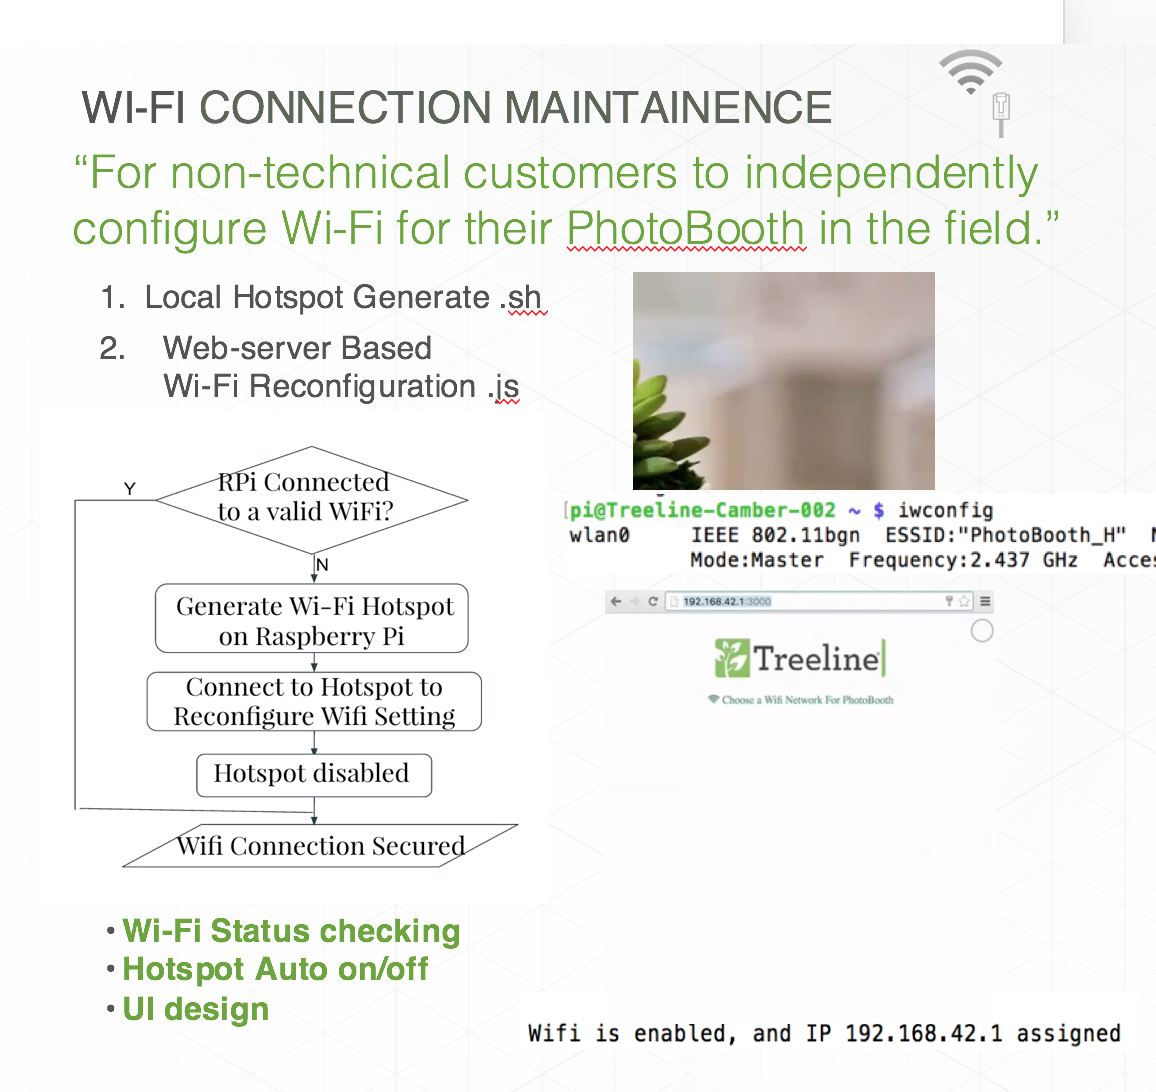 WI-FI CONNECTION MAINTAINENCE
“For non-technical customers to independently
configure Wi-Fi for their PhotoBooth in the field.”
1. Local Hotspot Generate .sh
2. Web-server Based
Wi-Fi Reconfiguration .js
Y
RPi Connected
to a valid WiFi?
N
Generate Wi-Fi Hotspot
on Raspberry Pi
Connect to Hotspot to
Reconfigure Wifi Setting
Hotspot disabled
Wifi Connection Secured
• Wi-Fi Status checking
• Hotspot Auto on/off
• UI design
[pi@Treeline-Camber-002 ~ $ iwconfig
wlan0 IEEE 802.11bgn ESSID:"PhotoBooth_H"
Mode:Master Frequency:2.437 GHz Acces
192.168.42.1:3000
Treeline
Choose a Wifi Network For PhotoBooth
Wifi is enabled, and IP 192.168.42.1 assigned